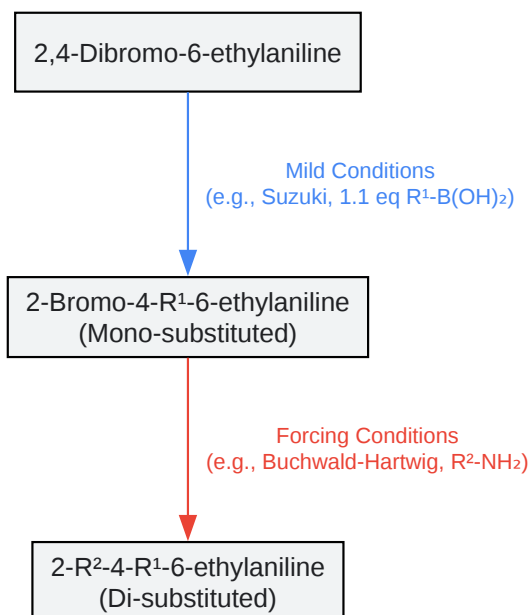 2,4-Dibromo-6-ethylaniline
Mild Conditions
(e.g., Suzuki, 1.1 eq R¹-B(OH)₂)
2-Bromo-4-R¹-6-ethylaniline
(Mono-substituted)
Forcing Conditions
(e.g., Buchwald-Hartwig, R²-NH₂)
2-R²-4-R¹-6-ethylaniline
(Di-substituted)